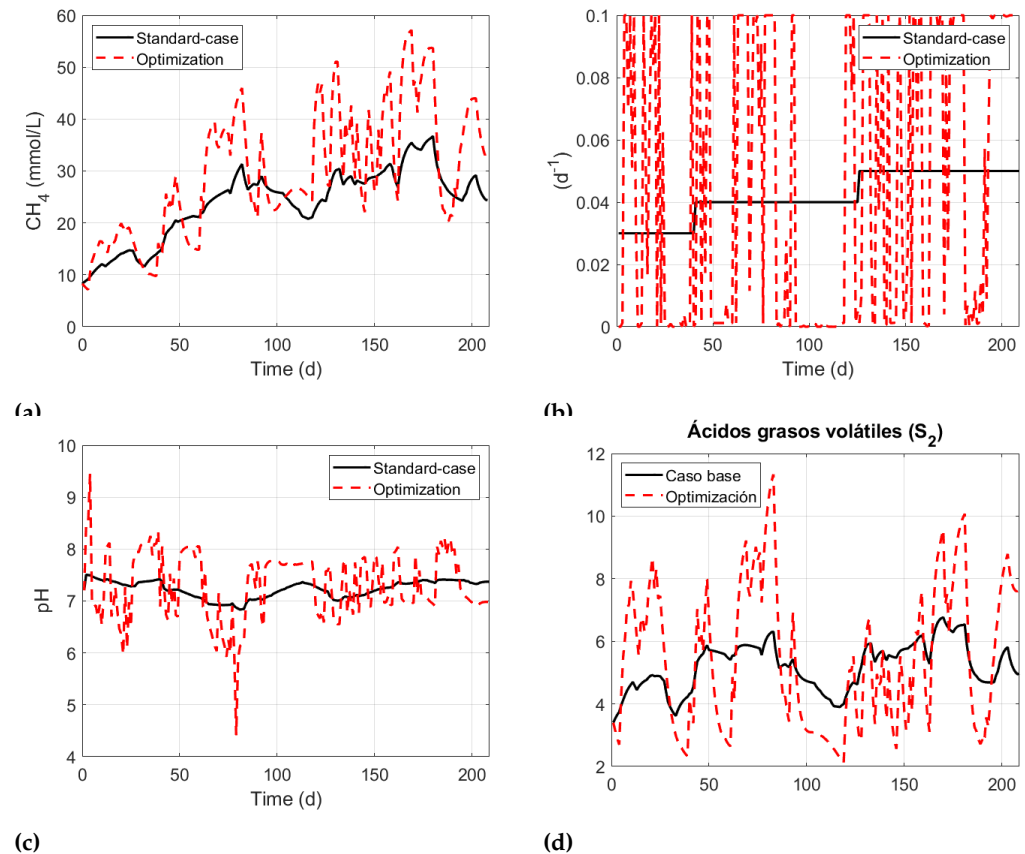 60
50
40
30
20
10
0
CH4 (mmol/L)
Standard-case
Optimization
0 50 100 150 200
Time (d)
(a)
0.1
0.08
0.06
0.04
0.02
0
(d-1)
Standard-case
Optimization
0 50 100 150 200
Time (d)
(b)
10
9
8
7
6
5
4
pH
Standard-case
Optimization
0 50 100 150 200
Time (d)
(c)
Ácidos grasos volátiles (S2)
12
10
8
6
4
2
Caso base
Optimización
0 50 100 150 200
(d)